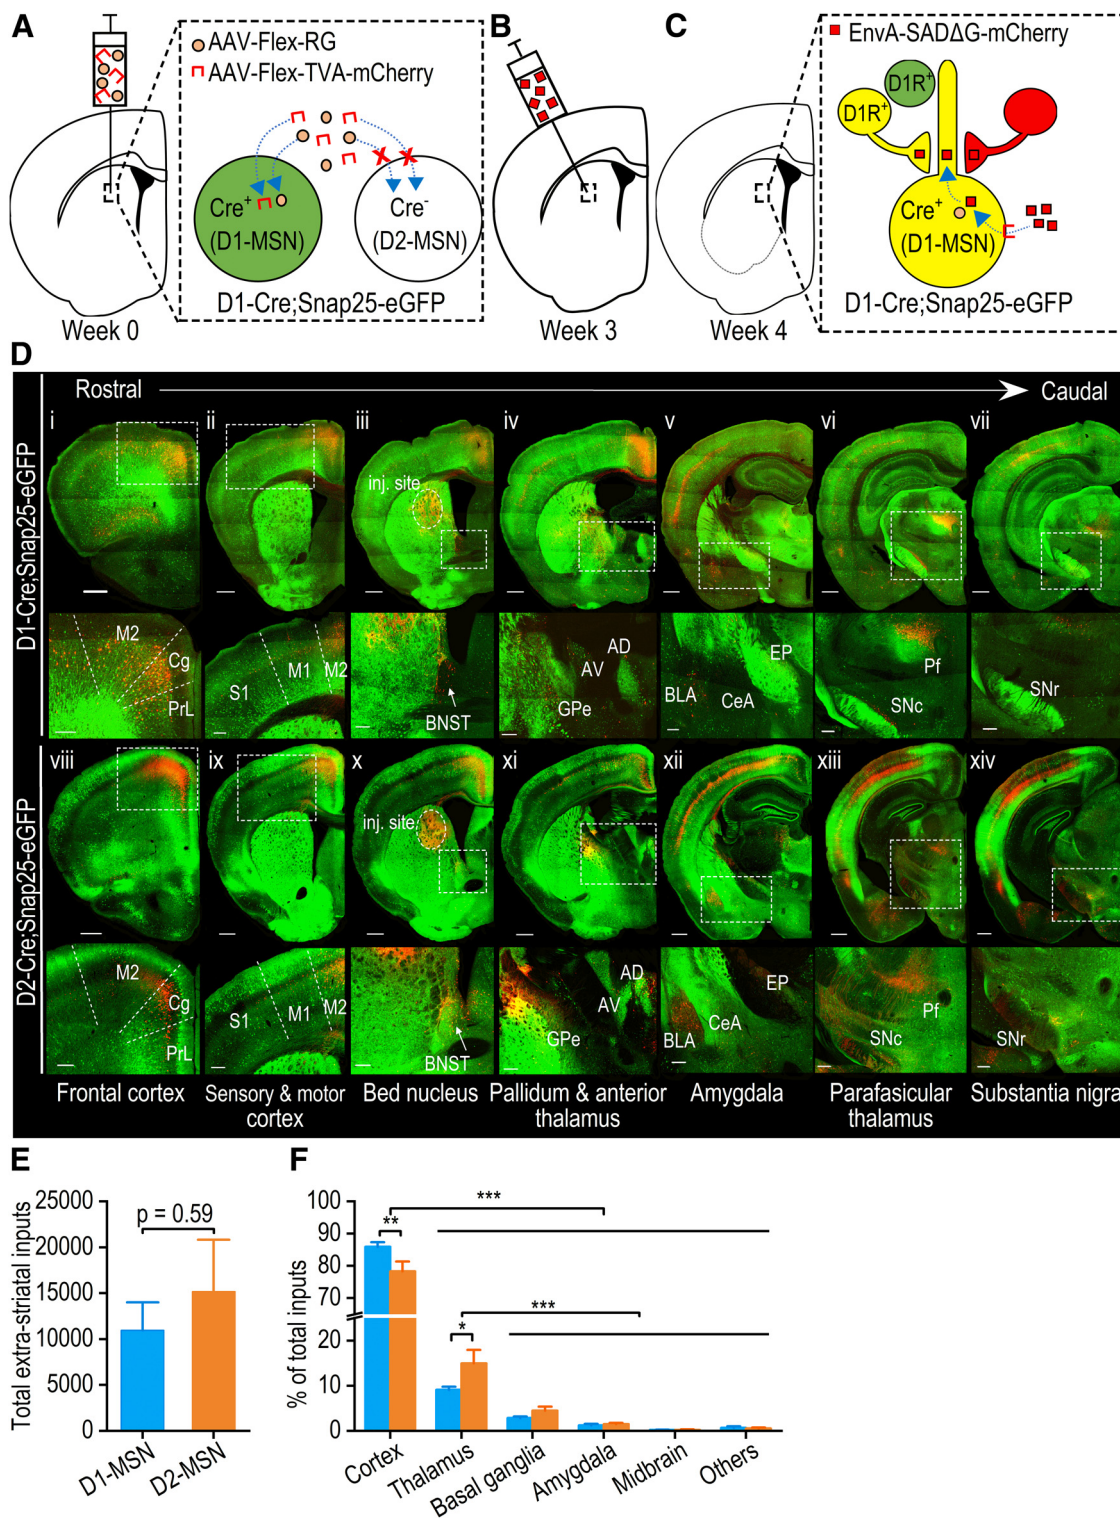 A
AAV-Flex-RG
AAV-Flex-TVA-mCherry
Cre+
(D1-MSN)
Cre-
(D2-MSN)
D1-Cre;Snap25-eGFP
Week 0
B
Week 3
C
EnvA-SADΔG-mCherry
D1R+
D1R+
Cre+
(D1-MSN)
D1-Cre;Snap25-eGFP
Week 4
D
Rostral
Caudal
D1-Cre;Snap25-eGFP
i
ii
iii
iv
v
vi
vii
inj. site
M2
Cg
PrL
S1
M1
M2
BNST
GPe
AV
AD
BLA
CeA
EP
SNc
Pf
SNr
D2-Cre;Snap25-eGFP
viii
ix
x
xi
xii
xiii
xiv
inj. site
M2
Cg
PrL
S1
M1
M2
BNST
GPe
AV
AD
BLA
CeA
EP
SNc
Pf
SNr
Frontal cortex
Sensory & motor
cortex
Bed nucleus
Pallidum & anterior
thalamus
Amygdala
Parafasicular
thalamus
Substantia nigra
E
Total extra-striatal inputs
25000
20000
15000
10000
5000
0
p = 0.59
D1-MSN
D2-MSN
F
% of total inputs
100
90
80
70
20
10
0
***
**
***
*
Cortex
Thalamus
Basal ganglia
Amygdala
Midbrain
Others